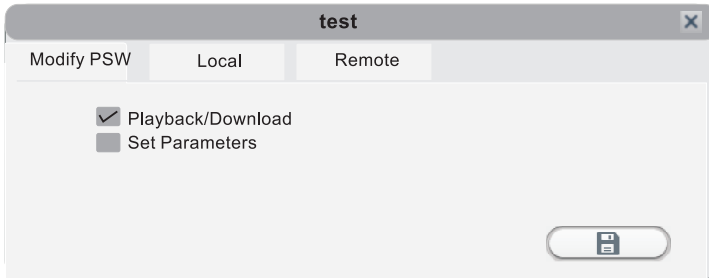 test
Modify PSW Local Remote
Playback/Download
Set Parameters